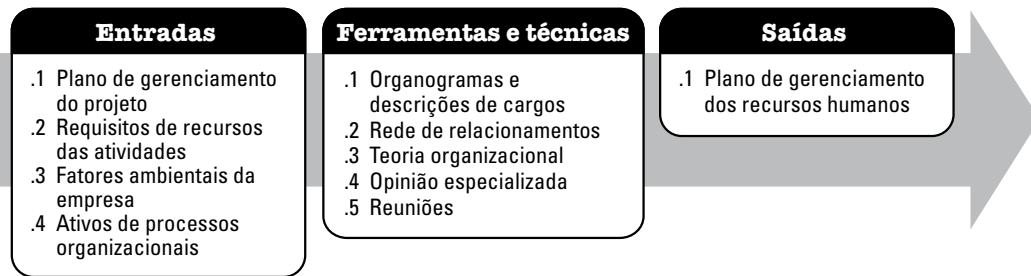 Entradas
.1 Plano de gerenciamento
do projeto
.2 Requisitos de recursos
das atividades
.3 Fatores ambientais da
empresa
.4 Ativos de processos
organizacionais
Ferramentas e técnicas
.1 Organogramas e
descrições de cargos
.2 Rede de relacionamentos
.3 Teoria organizacional
.4 Opinião especializada
.5 Reuniões
Saídas
.1 Plano de gerenciamento
dos recursos humanos